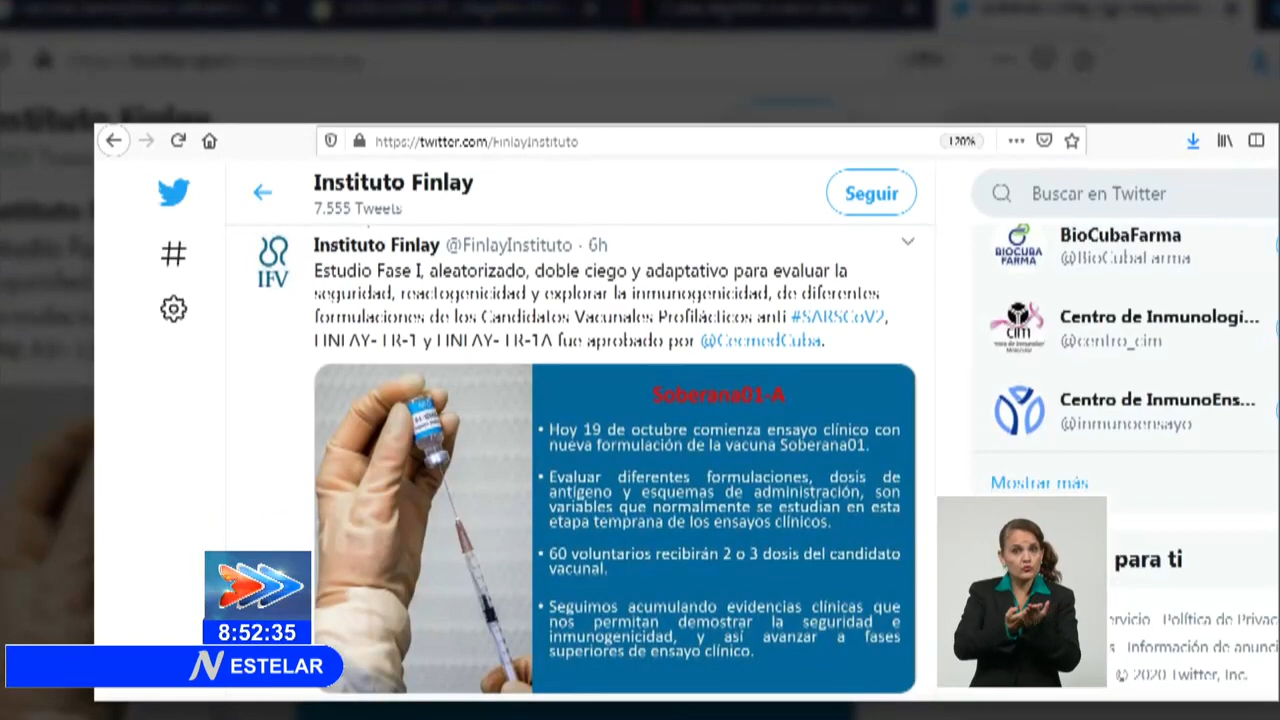 https://twitter.com/FinlayInstituto
120%
Instituto Finlay
7.555 Tweets
Seguir
Buscar en Twitter
Instituto Finlay @FinlayInstituto · 6h
IFV
Estudio Fase I, aleatorizado, doble ciego y adaptativo para evaluar la
seguridad, reactogenicidad y explorar la inmunogenicidad, de diferentes
formulaciones de los Candidatos Vacunales Profilácticos anti #SARSCoV2,
FINLAY-FR-1 y FINLAY-FR-1A fue aprobado por @CecmedCuba.
Soberana01-A
• Hoy 19 de octubre comienza ensayo clínico con
nueva formulación de la vacuna Soberana01.
• Evaluar diferentes formulaciones, dosis de
antígeno y esquemas de administración, son
variables que normalmente se estudian en esta
etapa temprana de los ensayos clínicos.
• 60 voluntarios recibirán 2 o 3 dosis del candidato
vacunal.
• Seguimos acumulando evidencias clínicas que
nos permitan demostrar la seguridad e
inmunogenicidad, y así avanzar a fases
superiores de ensayo clínico.
BIOCUBA
FARMA
BioCubaFarma
@BioCubaFarma
CIM
Centro de Inmunologí...
@centro_cim
Centro de InmunoEns...
@inmunoensayo
Mostrar más
para ti
ervicio Política de Privac
s Información de anunci
© 2020 Twitter, Inc.
8:52:35
N ESTELAR